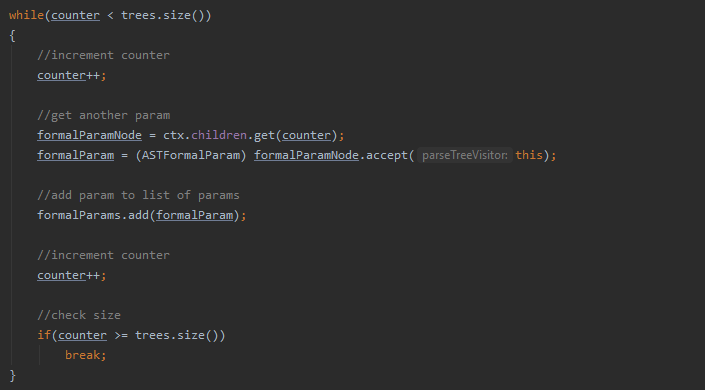 while(counter < trees.size())
{
//increment counter
counter++;
//get another param
formalParamNode = ctx.children.get(counter);
formalParam = (ASTFormalParam) formalParamNode.accept( parseTreeVisitor: this);
//add param to list of params
formalParams.add(formalParam);
//increment counter
counter++;
//check size
if(counter >= trees.size())
break;
}